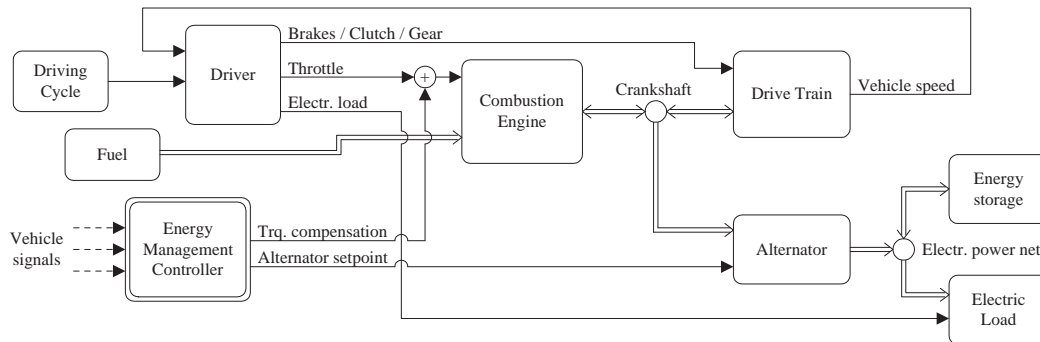 Brakes / Clutch / Gear
Driving
Cycle
Driver
Throttle
+
Electr. load
Combustion
Engine
Crankshaft
Drive Train
Vehicle speed
Fuel
Energy
storage
Vehicle
signals
Energy
Management
Controller
Trq. compensation
Alternator setpoint
Alternator
Electr. power net
Electric
Load